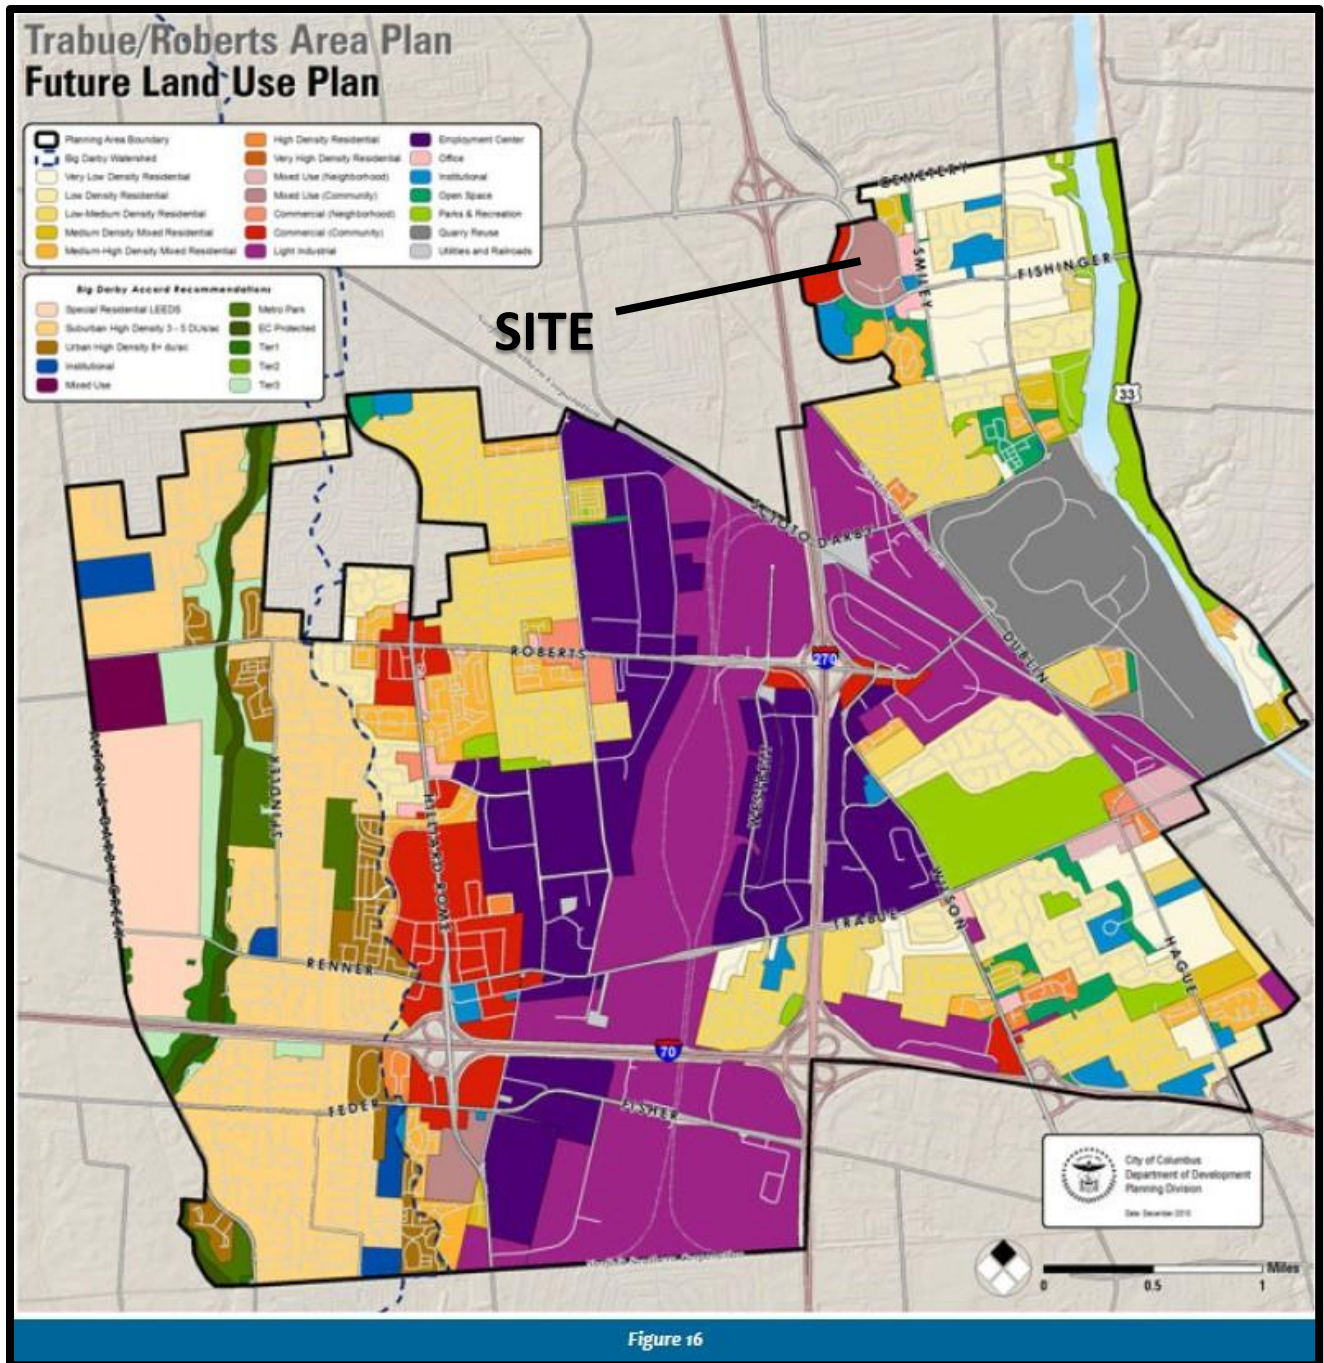 Trabue/Roberts Area Plan
Future Land Use Plan
Planning Area Boundary
Big Darby Watershed
Very Low Density Residential
Low Density Residential
Low-Medium Density Residential
Medium Density Mixed Residential
Medium-High Density Mixed Residential
High Density Residential
Very High Density Residential
Mixed Use (Neighborhood)
Mixed Use (Community)
Commercial (Neighborhood)
Commercial (Community)
Light Industrial
Employment Center
Office
Institutional
Open Space
Parks & Recreation
Quarry Reuse
Utilities and Railroads
Big Darby Accord Recommendations
Special Residential LEEDS
Suburban High Density 3 - 5 DUs/ac
Urban High Density 8+ du/ac
Institutional
Mixed Use
Metro Park
EC Protected
Tier1
Tier2
Tier3
CEMETERY
SMILEY
FISHINGER
SITE
33
SCIOTO DARBY
ROBERTS
270
DUBLIN
SPINDLER
HILLIARD ROME
WILSON
TRABUE
HAGUE
RENNER
70
FEDER
FISHER
City of Columbus
Department of Development
Planning Division
Date: December 2010
Miles
0 0.5 1
Figure 16